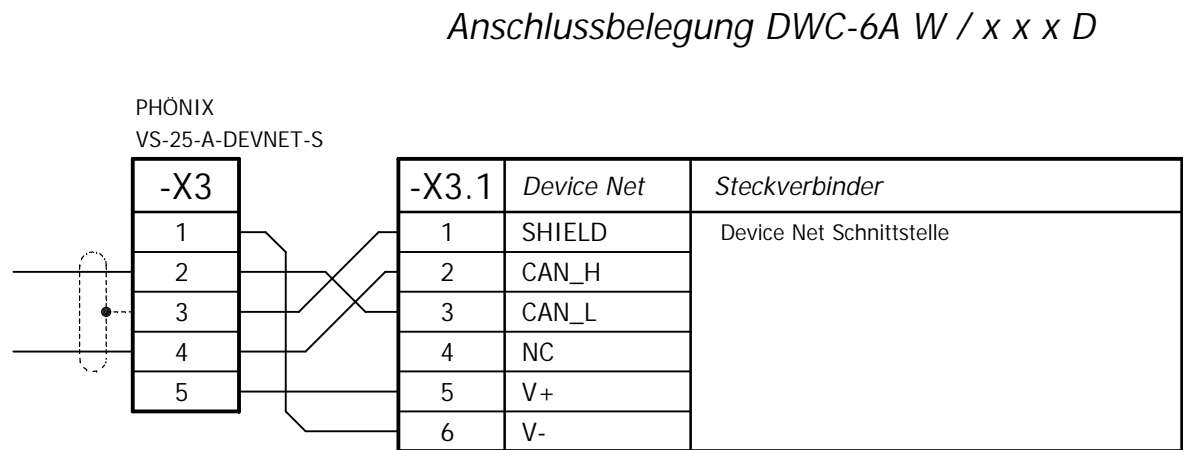 Anschlussbelegung DWC-6A W / x x x D
PHÖNIX
VS-25-A-DEVNET-S
-X3
1
2
3
4
5
-X3.1 Device Net Steckverbinder
1 SHIELD Device Net Schnittstelle
2 CAN_H
3 CAN_L
4 NC
5 V+
6 V-